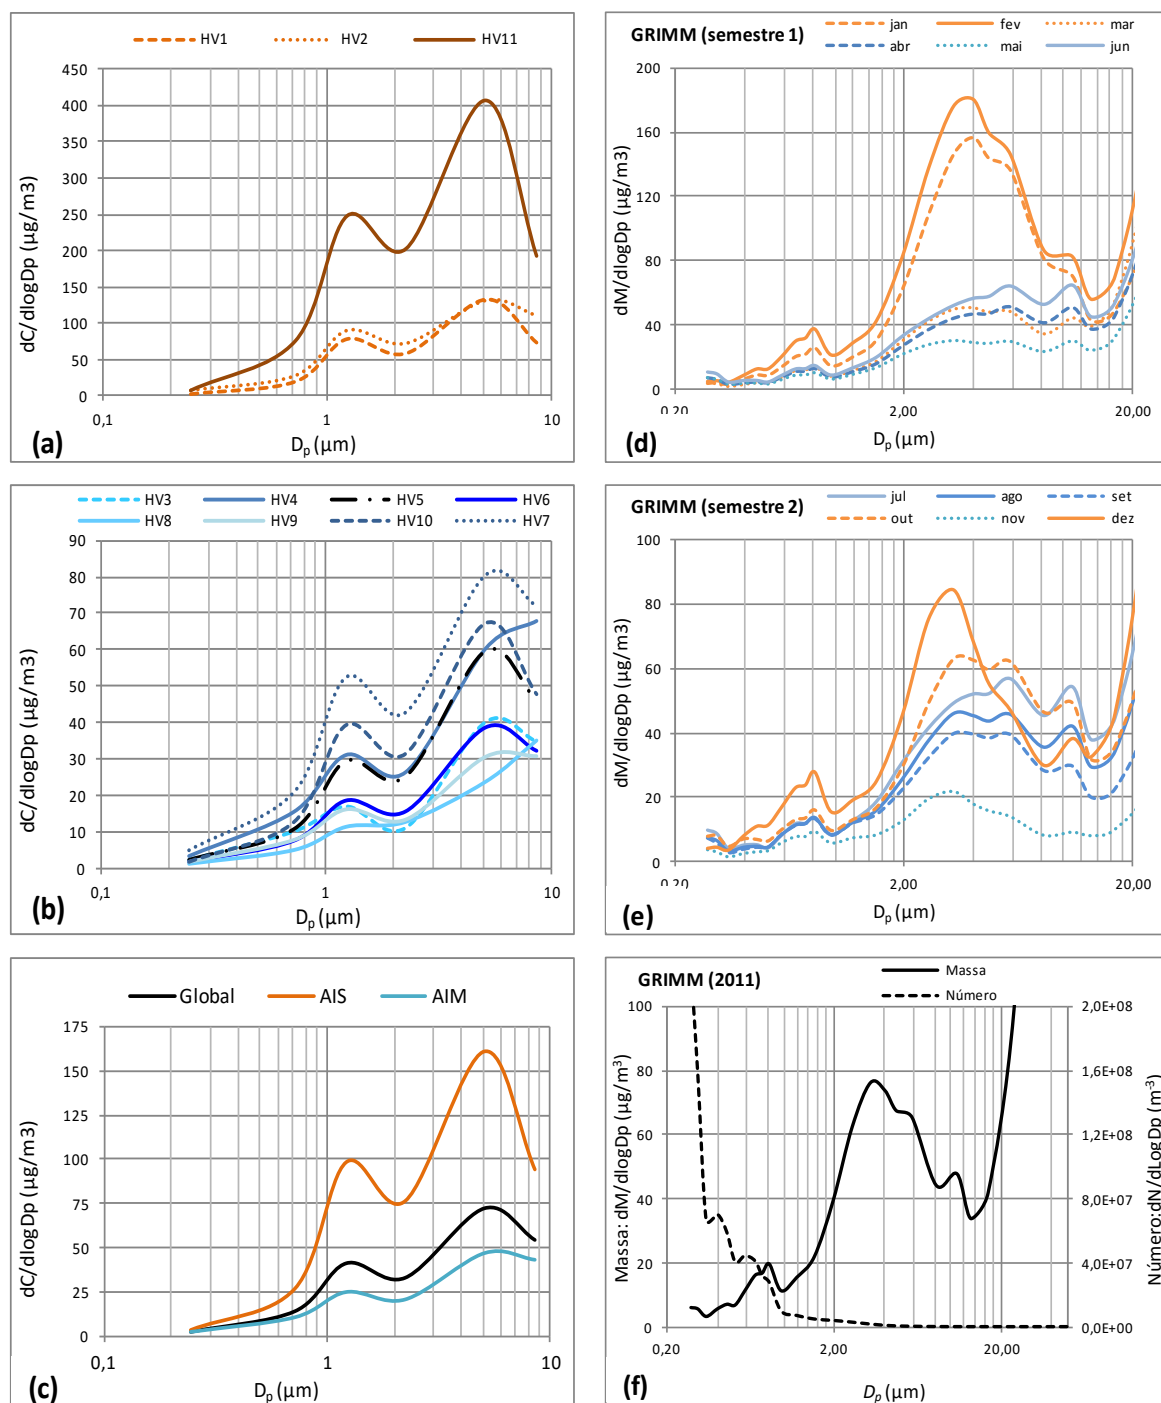 HV1 HV2 HV11
450
400
350
300
250
200
150
100
50
0
dC/dlogDp (µg/m3)
0,1 1 10
(a)
Dp (µm)
GRIMM (semestre 1)
jan fev mar
abr mai jun
200
160
120
80
40
0
dM/dlogDp (µg/m3)
0,20 2,00 20,00
(d)
Dp (µm)
HV3 HV4 HV5 HV6
HV8 HV9 HV10 HV7
90
80
70
60
50
40
30
20
10
0
dC/dlogDp (µg/m3)
0,1 1 10
(b)
Dp (µm)
GRIMM (semestre 2)
jul ago set
out nov dez
100
80
60
40
20
0
dM/dlogDp (µg/m3)
0,20 2,00 20,00
(e)
Dp (µm)
Global AIS AIM
175
150
125
100
75
50
25
0
dC/dlogDp (µg/m3)
0,1 1 10
(c)
Dp (µm)
GRIMM (2011)
Massa
Número
100
80
60
40
20
0
Massa: dM/dlogDp (µg/m³)
2,0E+08
1,6E+08
1,2E+08
8,0E+07
4,0E+07
0,0E+00
Número:dN/dLogDp (m⁻³)
0,20 2,00 20,00
(f)
Dp (µm)